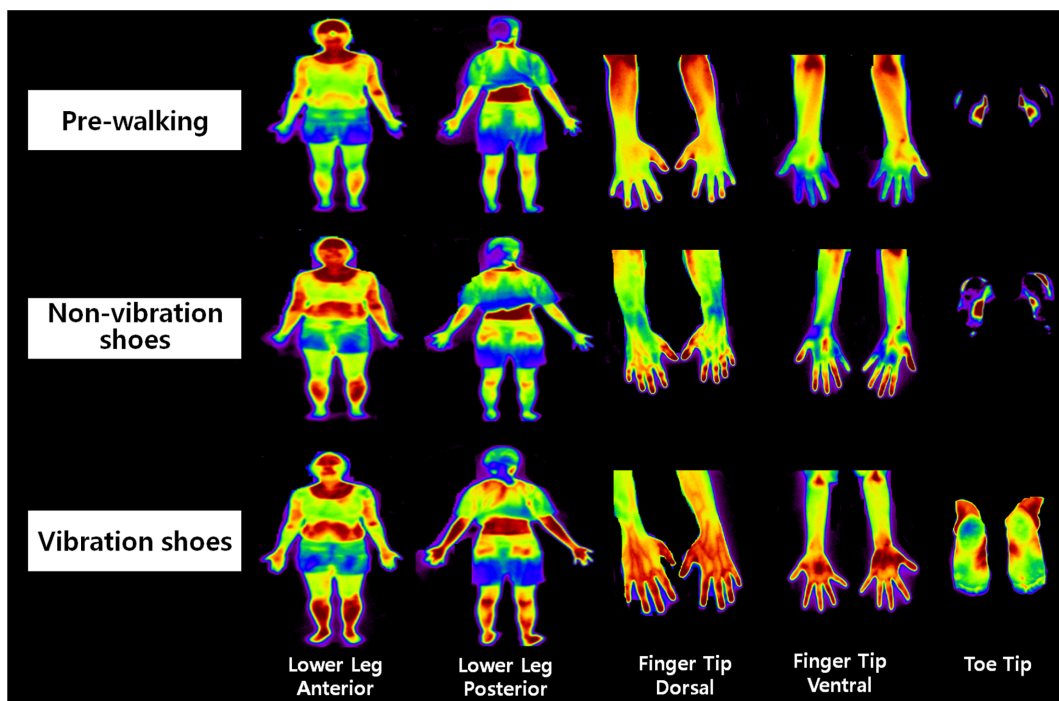 Pre-walking
Non-vibration
shoes
Vibration shoes
Lower Leg
Anterior
Lower Leg
Posterior
Finger Tip
Dorsal
Finger Tip
Ventral
Toe Tip